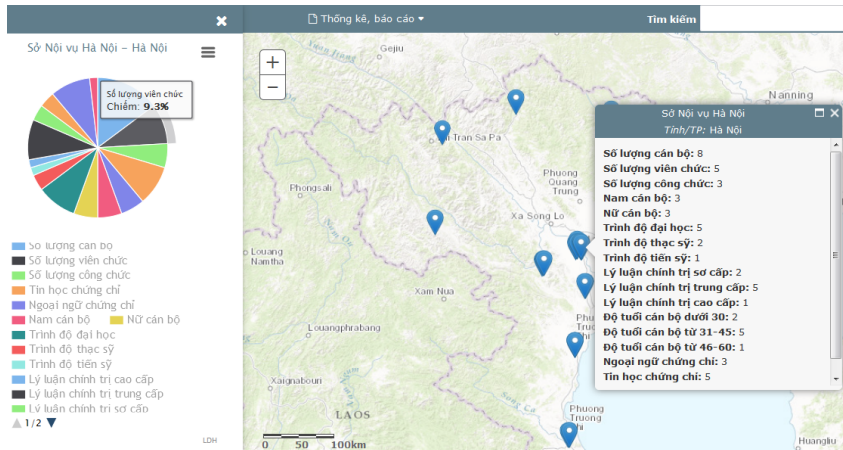 Thống kê, báo cáo
Tìm kiếm
Sở Nội vụ Hà Nội – Hà Nội
Số lượng viên chức
Chiếm: 9.3%
Số lượng cán bộ
Số lượng viên chức
Số lượng công chức
Tin học chứng chỉ
Ngoại ngữ chứng chỉ
Nam cán bộ Nữ cán bộ
Trình độ đại học
Trình độ thạc sỹ
Trình độ tiến sỹ
Lý luận chính trị cao cấp
Lý luận chính trị trung cấp
Lý luận chính trị sơ cấp
1/2
LDH
+
−
Gejiu
Nanning
Tran Sa Pa
Phongsali
Phuong
Quang
Trung
Xa Song Lo
Louang
Namtha
Xam Nua
Louangphrabang
Xaignabouri
LAOS
Song Ca
Phuong
Truong
Huangliu
0 50 100km
Sở Nội vụ Hà Nội
Tỉnh/TP: Hà Nội
Số lượng cán bộ: 8
Số lượng viên chức: 5
Số lượng công chức: 3
Nam cán bộ: 3
Nữ cán bộ: 3
Trình độ đại học: 5
Trình độ thạc sỹ: 2
Trình độ tiến sỹ: 1
Lý luận chính trị sơ cấp: 2
Lý luận chính trị trung cấp: 5
Lý luận chính trị cao cấp: 1
Độ tuổi cán bộ dưới 30: 2
Độ tuổi cán bộ từ 31-45: 5
Độ tuổi cán bộ từ 46-60: 1
Ngoại ngữ chứng chỉ: 3
Tin học chứng chỉ: 5